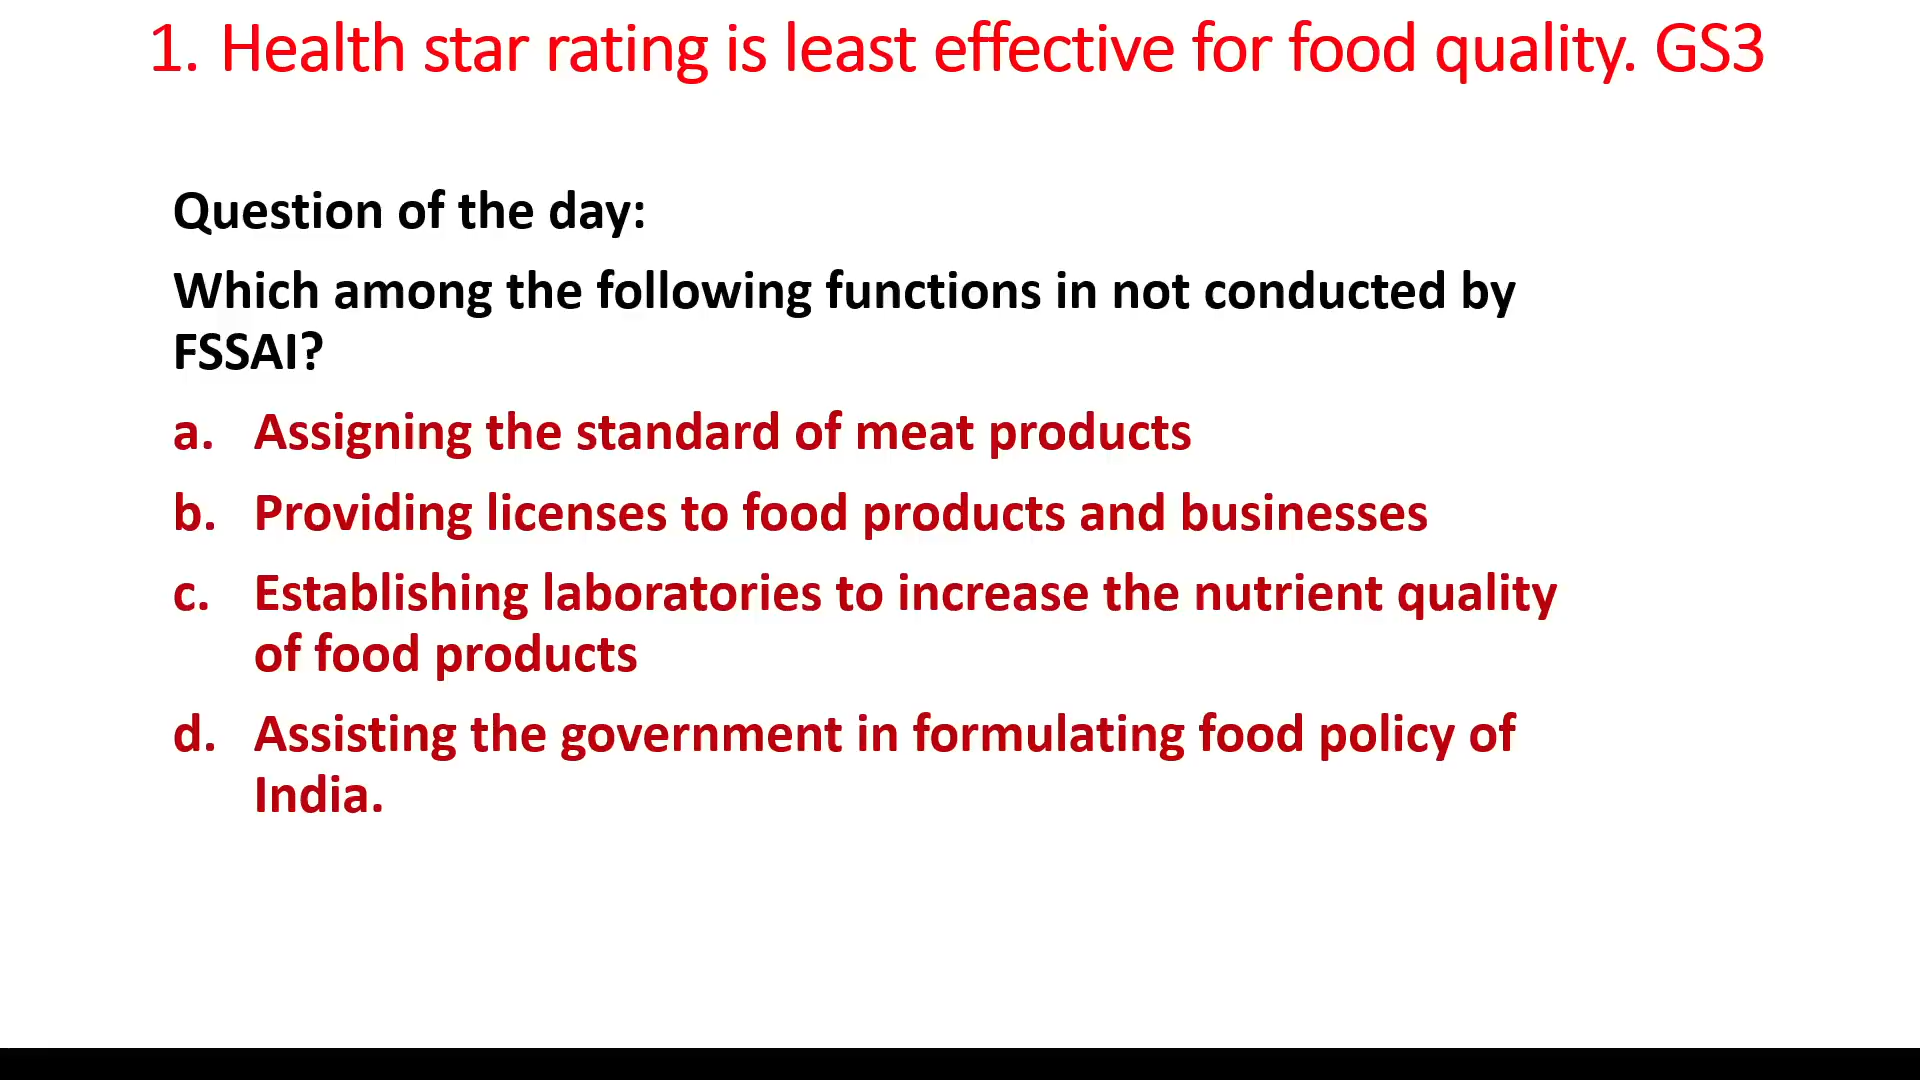 1. Health star rating is least effective for food quality. GS3
Question of the day:
Which among the following functions in not conducted by
FSSAI?
a. Assigning the standard of meat products
b. Providing licenses to food products and businesses
c. Establishing laboratories to increase the nutrient quality
of food products
d. Assisting the government in formulating food policy of
India.